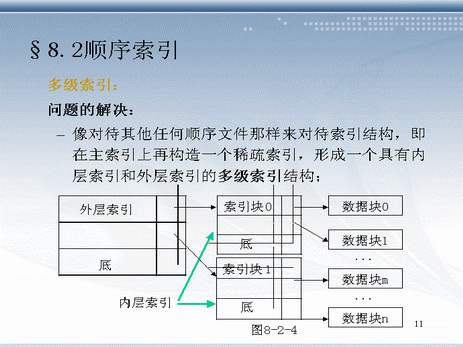 §8.2顺序索引
多级索引：
问题的解决：
– 像对待其他任何顺序文件那样来对待索引结构，即
在主索引上再构造一个稀疏索引，形成一个具有内
层索引和外层索引的多级索引结构；
外层索引
索引块0
数据块0
底
数据块1
...
底
索引块1
数据块m
内层索引
底
...
数据块n
图8-2-4
11